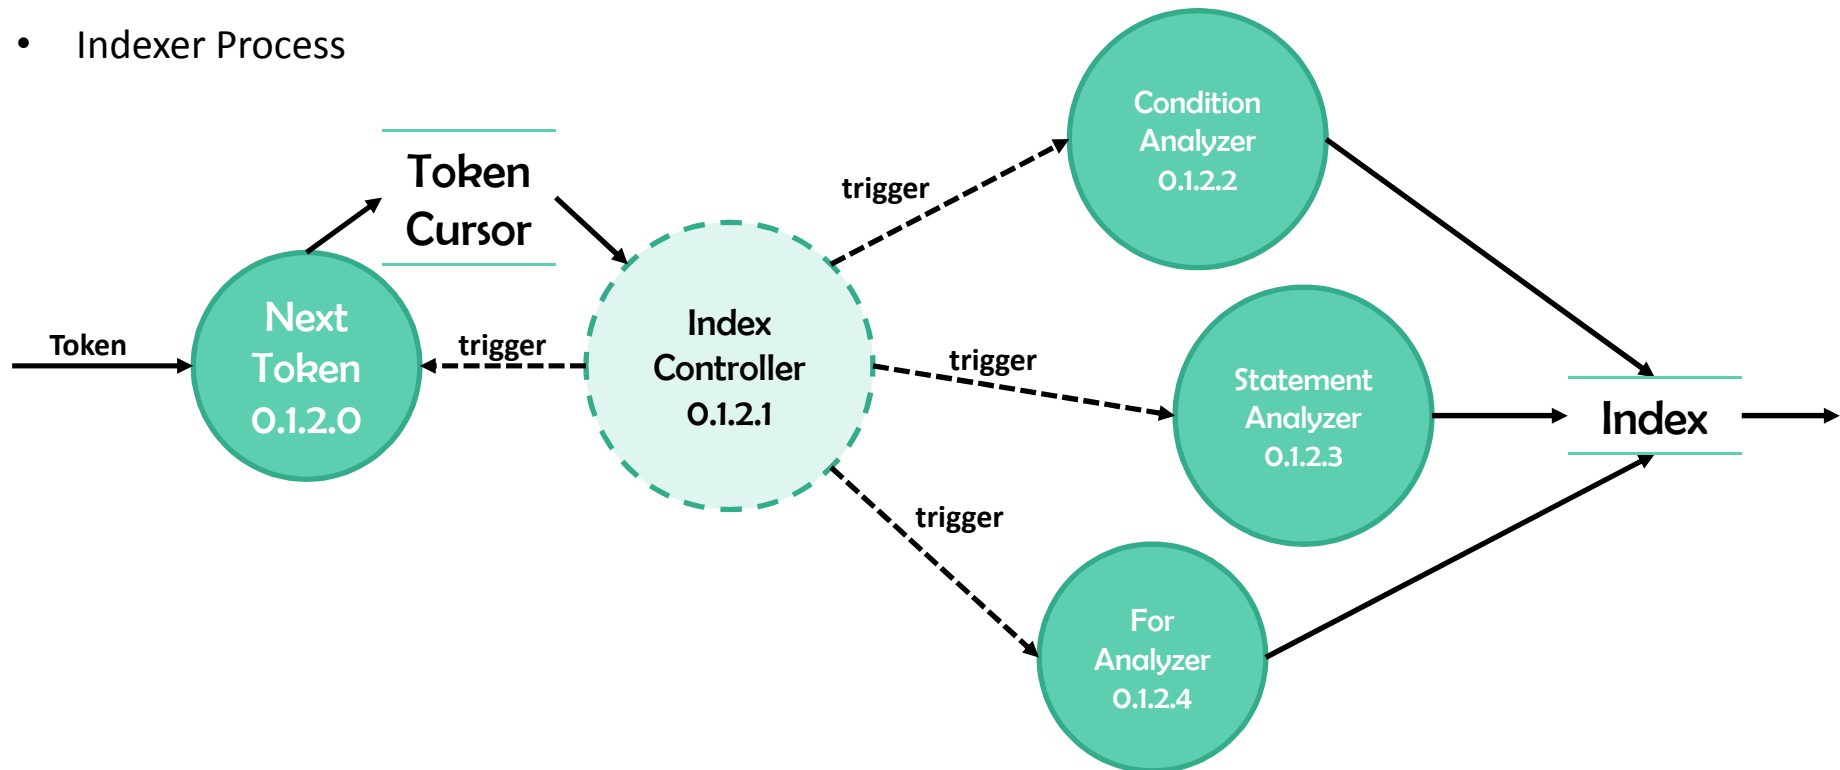 • Indexer Process
Token
Next
Token
0.1.2.0
Token
Cursor
trigger
Index
Controller
0.1.2.1
trigger
trigger
trigger
Condition
Analyzer
0.1.2.2
Statement
Analyzer
0.1.2.3
For
Analyzer
0.1.2.4
Index